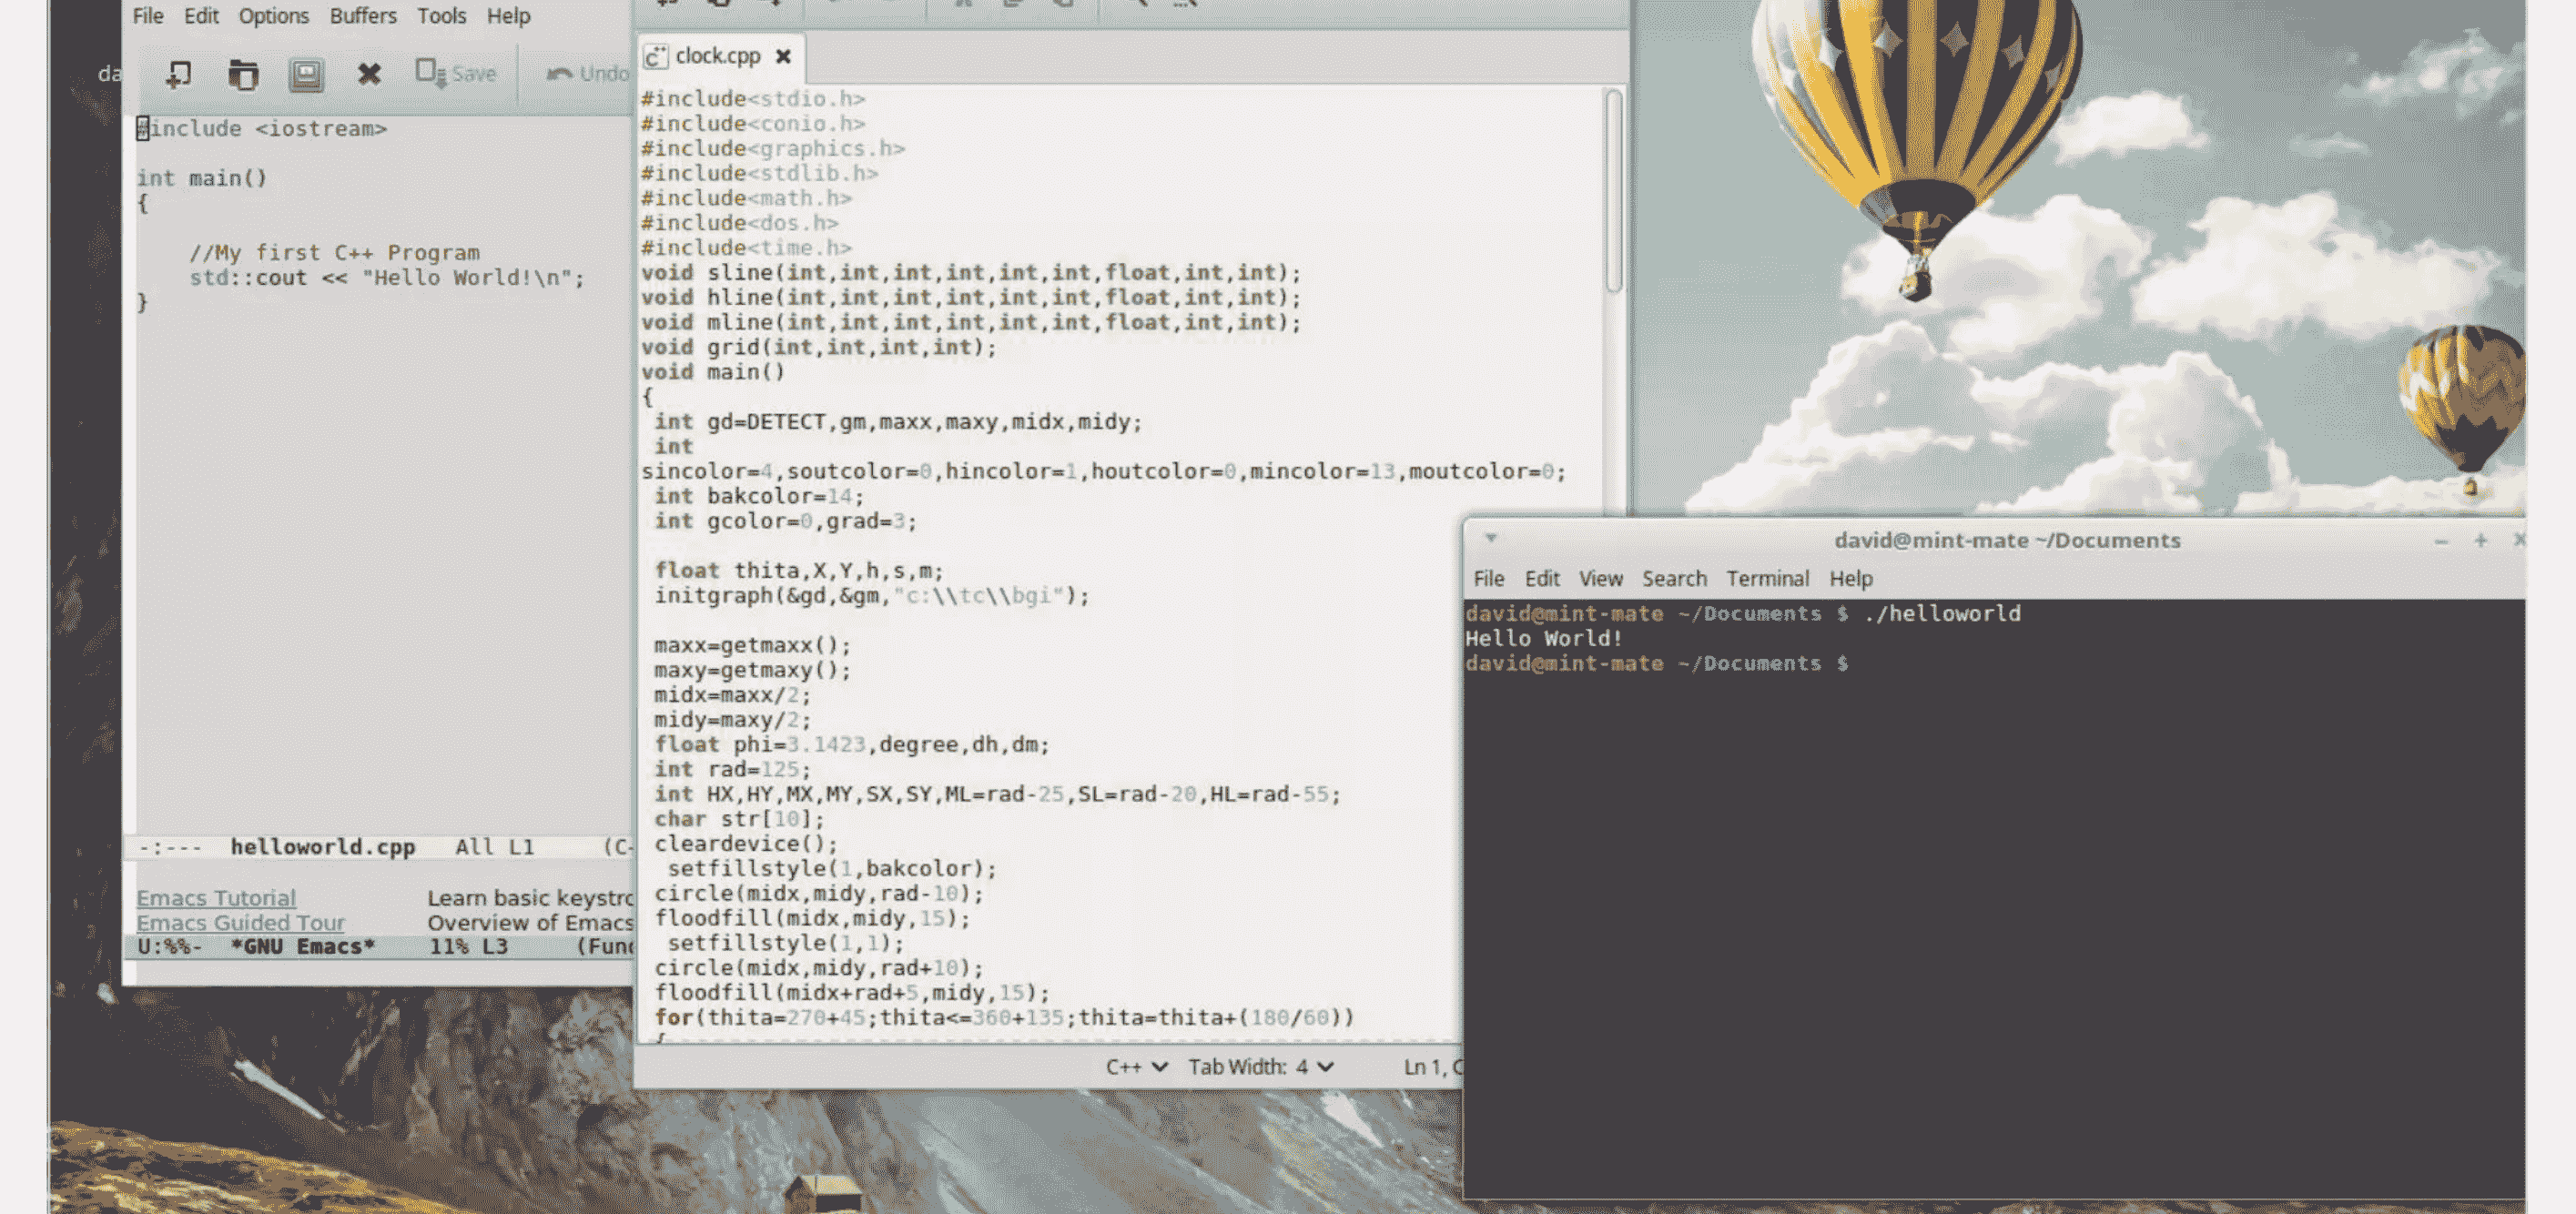 File Edit Options Buffers Tools Help
da
Save Undo
#include <iostream>
int main()
{
//My first C++ Program
std::cout << "Hello World!\n";
}
-:--- helloworld.cpp All L1 (C-
Emacs Tutorial Learn basic keystro
Emacs Guided Tour Overview of Emacs
U:%%- *GNU Emacs* 11% L3 (Fund
clock.cpp
#include<stdio.h>
#include<conio.h>
#include<graphics.h>
#include<stdlib.h>
#include<math.h>
#include<dos.h>
#include<time.h>
void sline(int,int,int,int,int,int,float,int,int);
void hline(int,int,int,int,int,int,float,int,int);
void mline(int,int,int,int,int,int,float,int,int);
void grid(int,int,int,int);
void main()
{
int gd=DETECT,gm,maxx,maxy,midx,midy;
int
sincolor=4,soutcolor=0,hincolor=1,houtcolor=0,mincolor=13,moutcolor=0;
int bakcolor=14;
int gcolor=0,grad=3;
float thita,X,Y,h,s,m;
initgraph(&gd,&gm,"c:\\tc\\bgi");
maxx=getmaxx();
maxy=getmaxy();
midx=maxx/2;
midy=maxy/2;
float phi=3.1423,degree,dh,dm;
int rad=125;
int HX,HY,MX,MY,SX,SY,ML=rad-25,SL=rad-20,HL=rad-55;
char str[10];
cleardevice();
setfillstyle(1,bakcolor);
circle(midx,midy,rad-10);
floodfill(midx,midy,15);
setfillstyle(1,1);
circle(midx,midy,rad+10);
floodfill(midx+rad+5,midy,15);
for(thita=270+45;thita<=360+135;thita=thita+(180/60))
{
C++ Tab Width: 4 Ln 1, C
david@mint-mate ~/Documents
File Edit View Search Terminal Help
david@mint-mate ~/Documents $ ./helloworld
Hello World!
david@mint-mate ~/Documents $